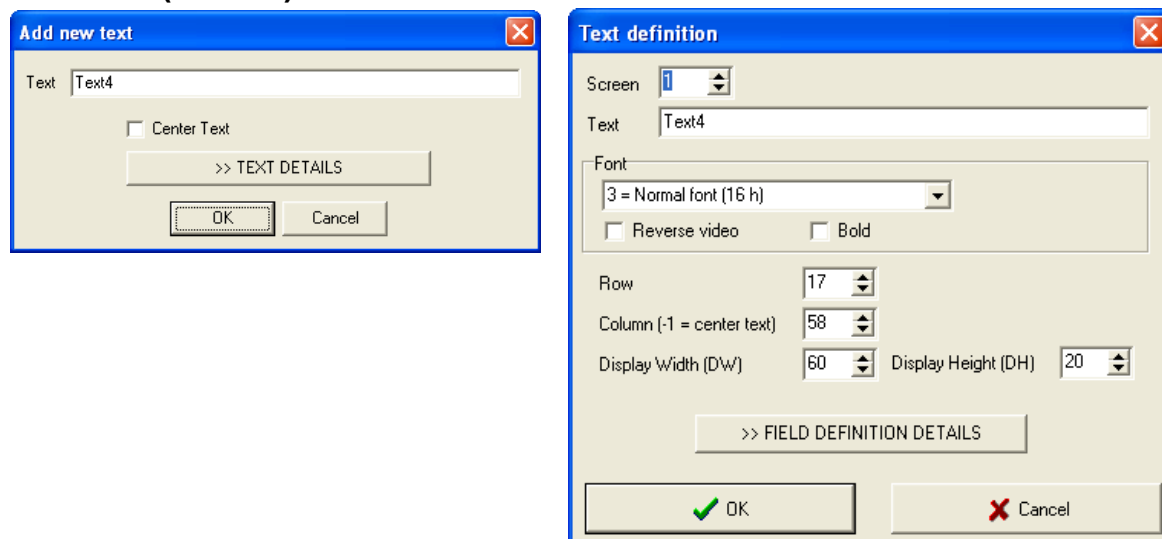 Add new text
Text Text4
Center Text
>> TEXT DETAILS
OK Cancel
Text definition
Screen 1
Text Text4
Font
3 = Normal font (16 h)
Reverse video Bold
Row 17
Column (-1 = center text) 58
Display Width (DW) 60 Display Height (DH) 20
>> FIELD DEFINITION DETAILS
OK Cancel